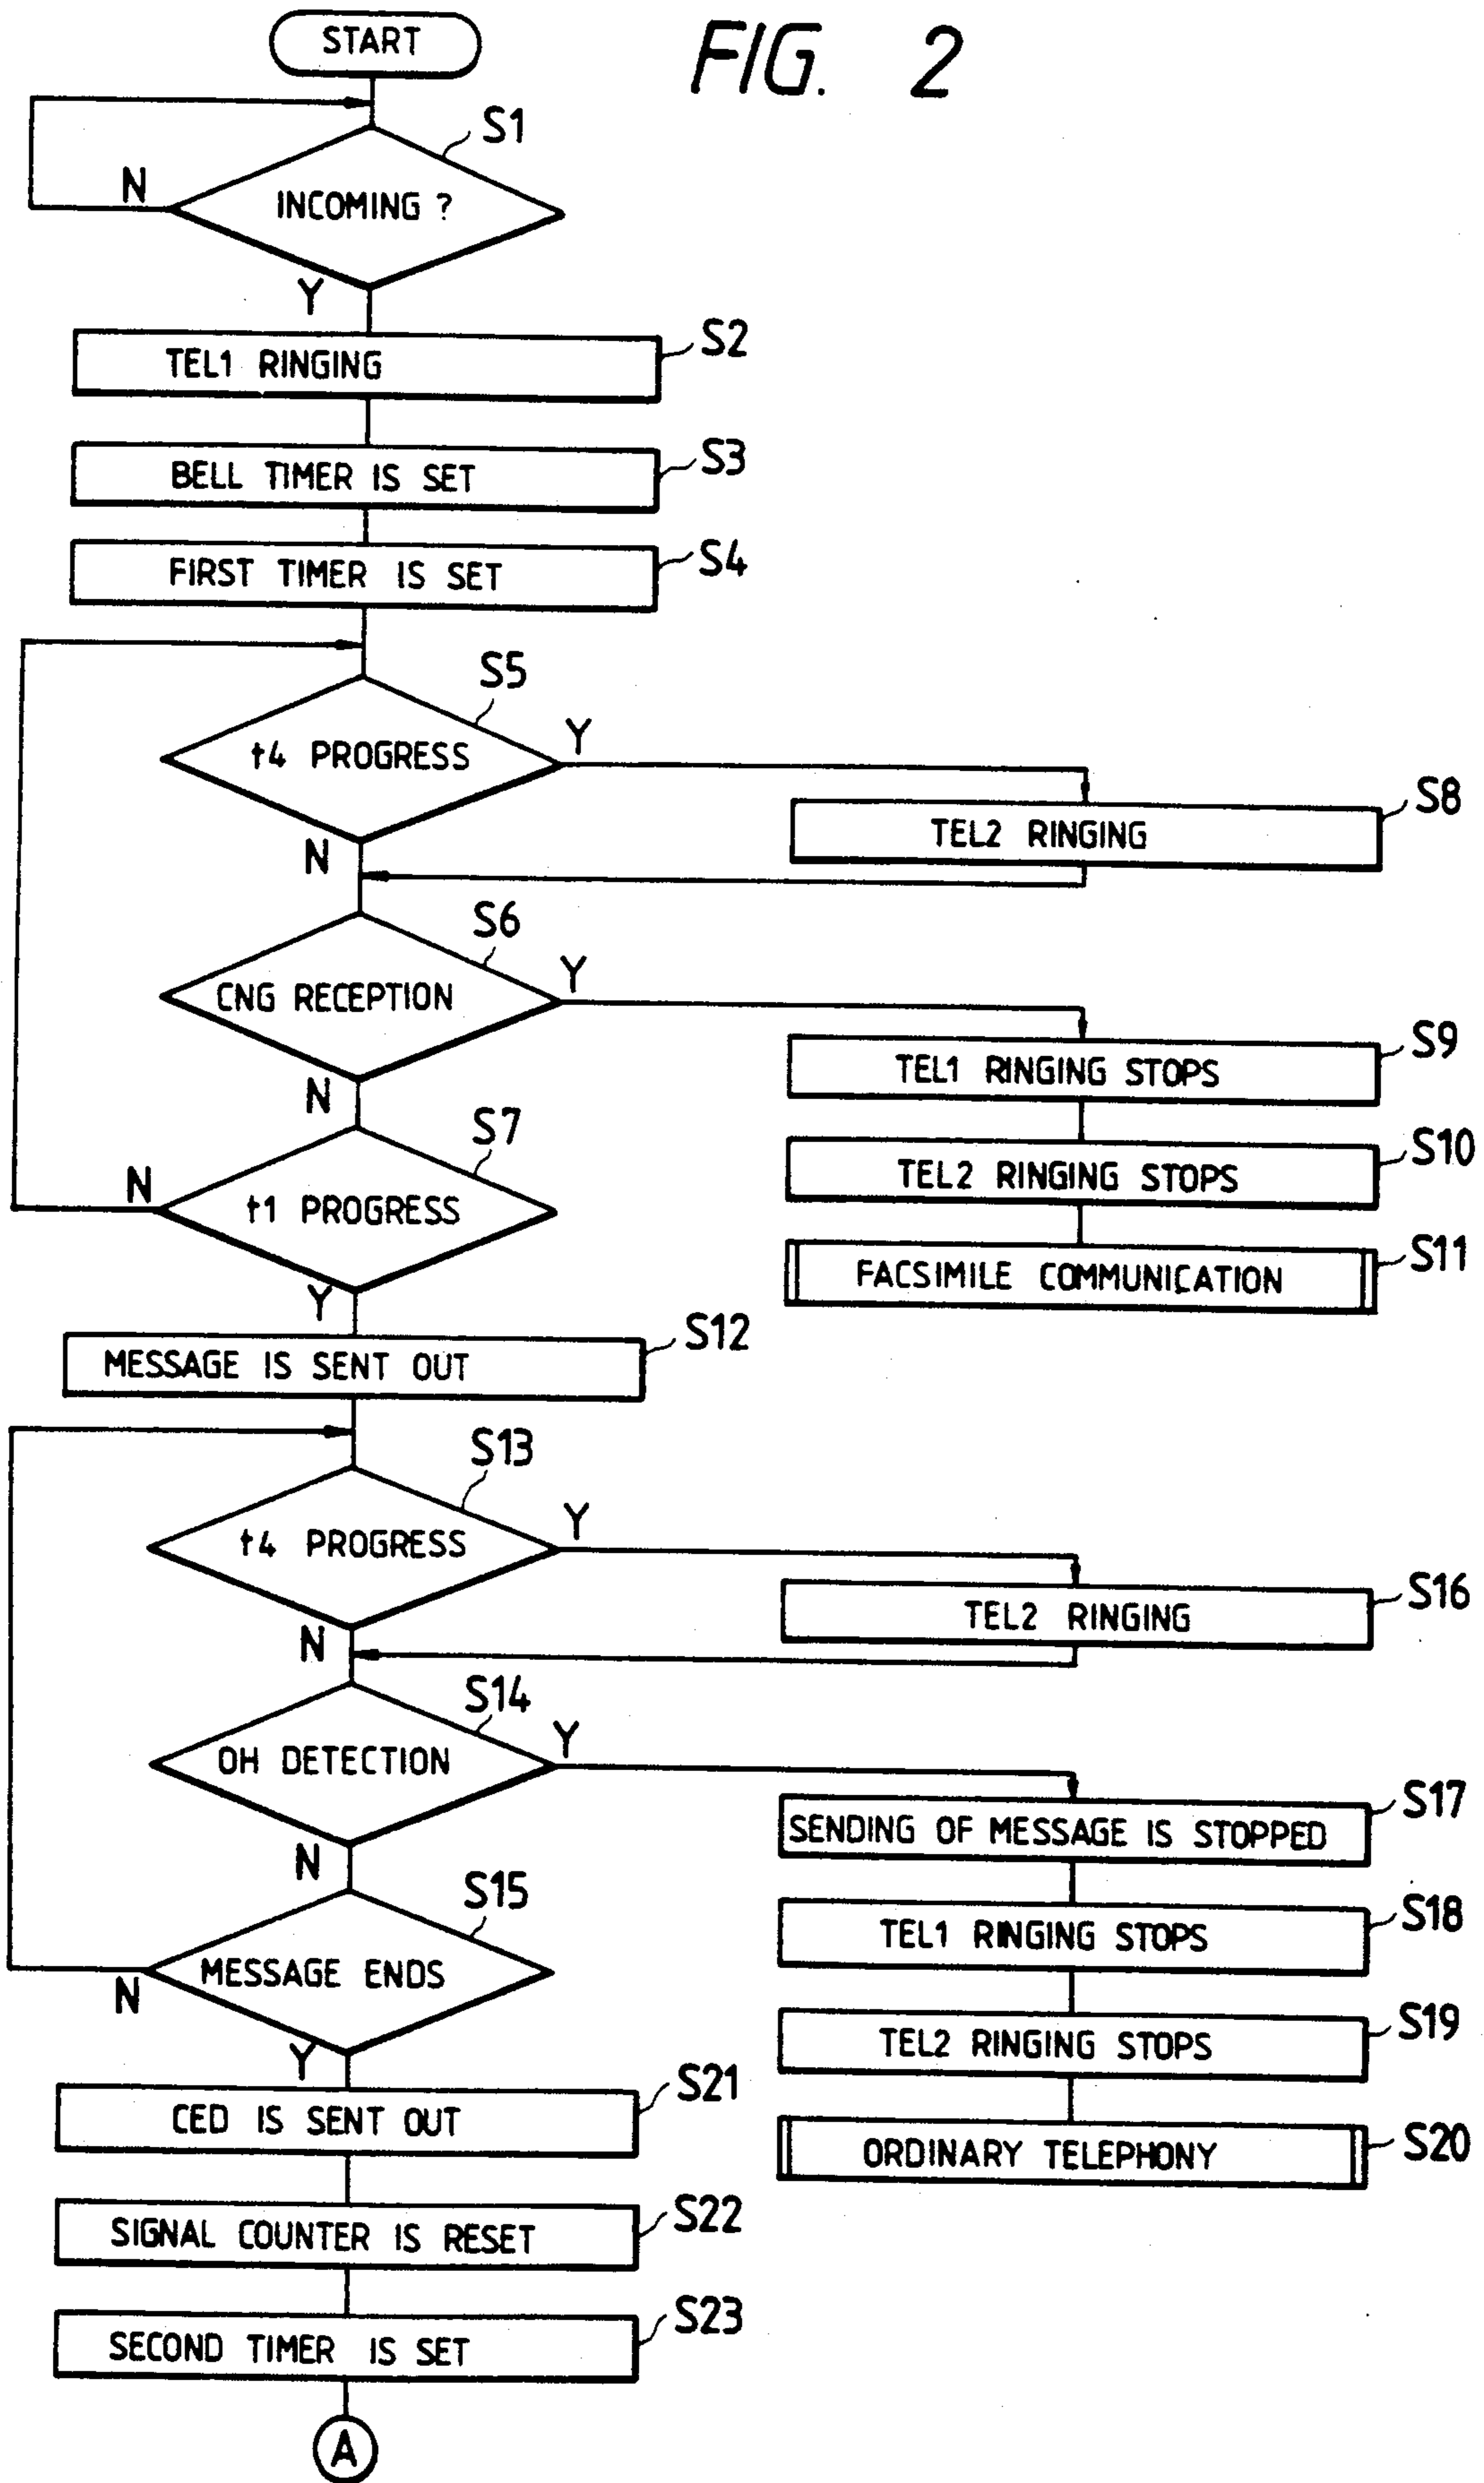 START
FIG. 2
S1
N
INCOMING ?
Y
S2
TEL1 RINGING
S3
BELL TIMER IS SET
S4
FIRST TIMER IS SET
S5
Y
t4 PROGRESS
S8
TEL2 RINGING
N
S6
Y
CNG RECEPTION
S9
TEL1 RINGING STOPS
N
S7
S10
TEL2 RINGING STOPS
N
t1 PROGRESS
S11
FACSIMILE COMMUNICATION
Y
S12
MESSAGE IS SENT OUT
S13
Y
t4 PROGRESS
S16
TEL2 RINGING
N
S14
Y
OH DETECTION
S17
SENDING OF MESSAGE IS STOPPED
N
S15
S18
TEL1 RINGING STOPS
MESSAGE ENDS
N
S19
TEL2 RINGING STOPS
Y
S21
CED IS SENT OUT
S20
ORDINARY TELEPHONY
S22
SIGNAL COUNTER IS RESET
S23
SECOND TIMER IS SET
A